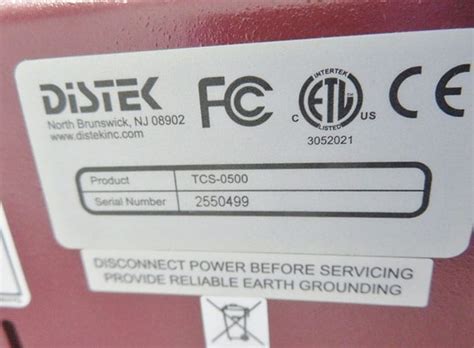 DiSTEK
North Brunswick, NJ 08902
www.distekinc.com
FC
INTERTEK
C ETL US
LISTED
3052021
CE
Product TCS-0500
Serial Number 2550499
DISCONNECT POWER BEFORE SERVICING
PROVIDE RELIABLE EARTH GROUNDING